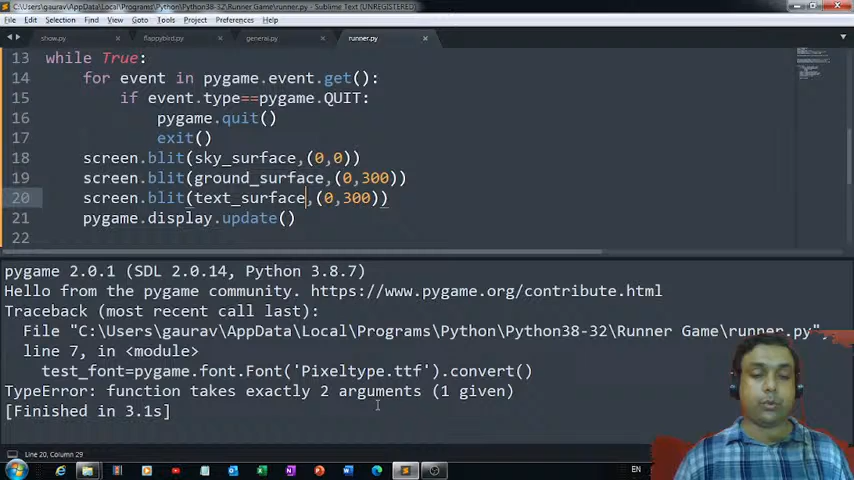 C:\Users\gaurav\AppData\Local\Programs\Python\Python38-32\Runner Game\runner.py - Sublime Text (UNREGISTERED)
File Edit Selection Find View Goto Tools Project Preferences Help
show.py flappybird.py general.py runner.py
13 while True:
14 for event in pygame.event.get():
15 if event.type==pygame.QUIT:
16 pygame.quit()
17 exit()
18 screen.blit(sky_surface,(0,0))
19 screen.blit(ground_surface,(0,300))
20 screen.blit(text_surface,(0,300))
21 pygame.display.update()
22
pygame 2.0.1 (SDL 2.0.14, Python 3.8.7)
Hello from the pygame community. https://www.pygame.org/contribute.html
Traceback (most recent call last):
File "C:\Users\gaurav\AppData\Local\Programs\Python\Python38-32\Runner Game\runner.py",
line 7, in <module>
test_font=pygame.font.Font('Pixeltype.ttf').convert()
TypeError: function takes exactly 2 arguments (1 given)
[Finished in 3.1s]
Line 20, Column 29
EN